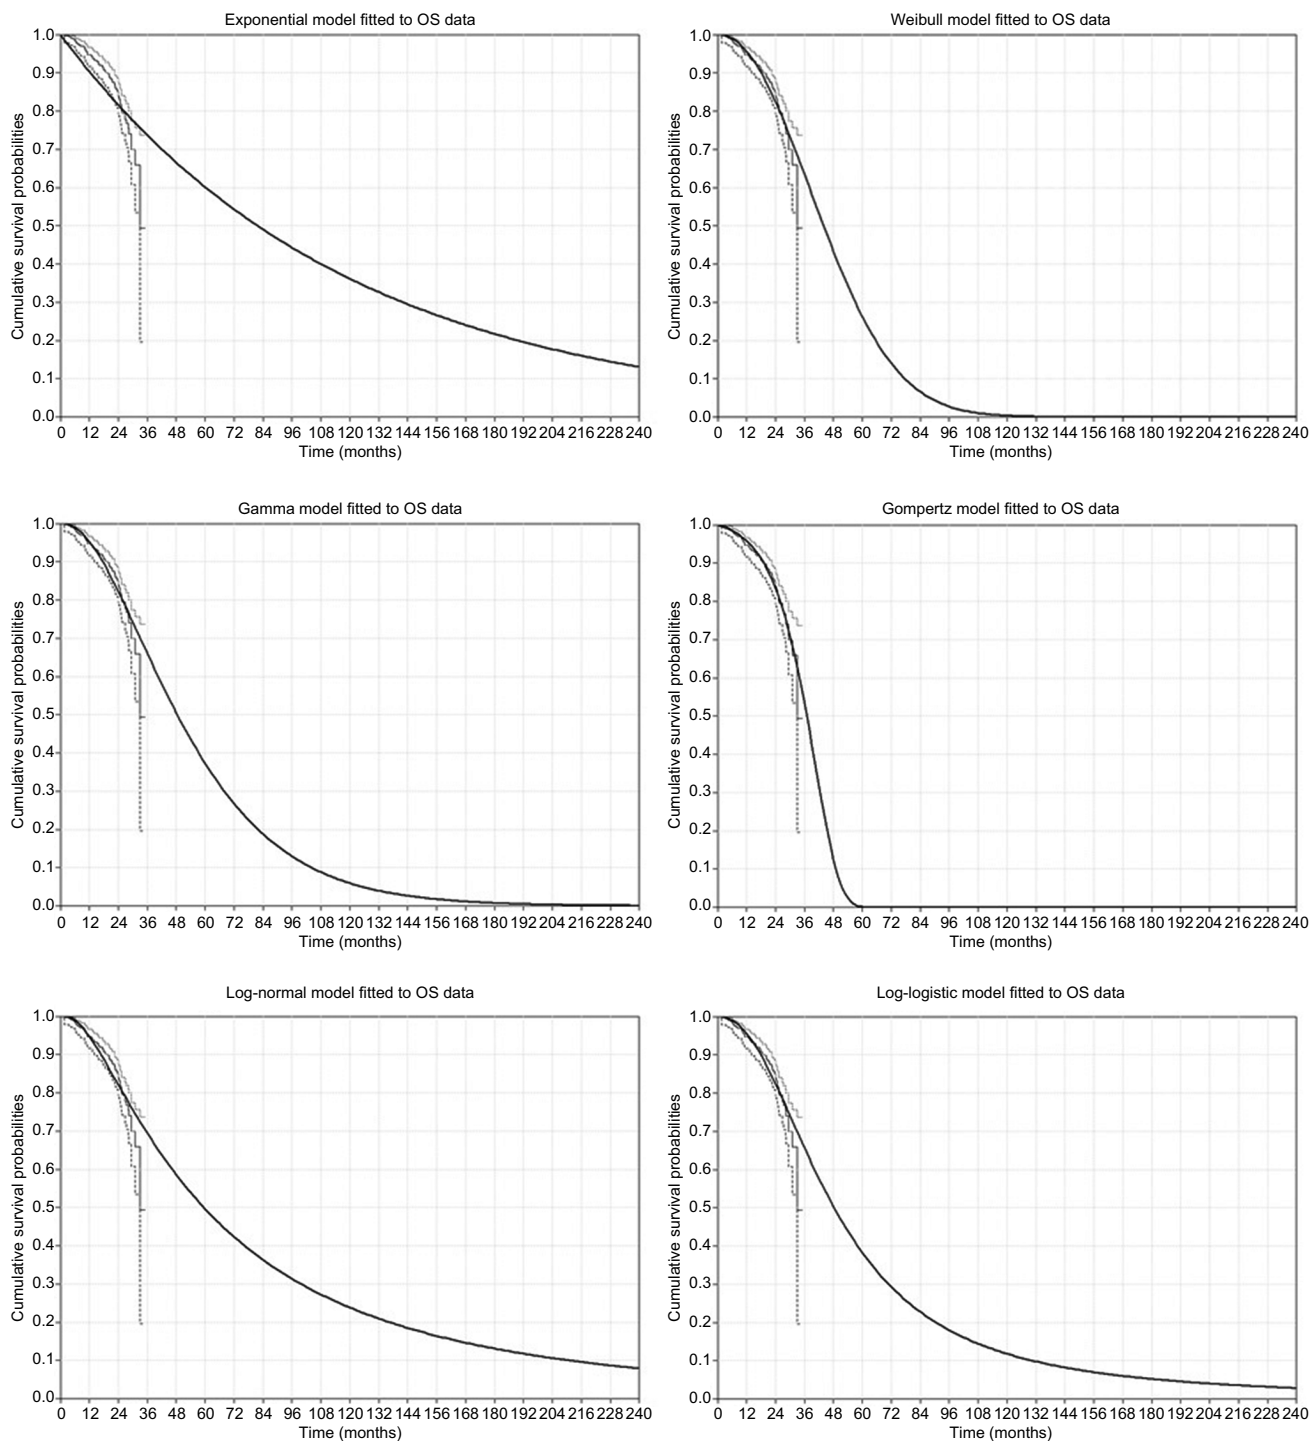 Exponential model fitted to OS data
Cumulative survival probabilities
1.0
0.9
0.8
0.7
0.6
0.5
0.4
0.3
0.2
0.1
0.0
0 12 24 36 48 60 72 84 96 108 120 132 144 156 168 180 192 204 216 228 240
Time (months)
Weibull model fitted to OS data
Cumulative survival probabilities
1.0
0.9
0.8
0.7
0.6
0.5
0.4
0.3
0.2
0.1
0.0
0 12 24 36 48 60 72 84 96 108 120 132 144 156 168 180 192 204 216 228 240
Time (months)
Gamma model fitted to OS data
Cumulative survival probabilities
1.0
0.9
0.8
0.7
0.6
0.5
0.4
0.3
0.2
0.1
0.0
0 12 24 36 48 60 72 84 96 108 120 132 144 156 168 180 192 204 216 228 240
Time (months)
Gompertz model fitted to OS data
Cumulative survival probabilities
1.0
0.9
0.8
0.7
0.6
0.5
0.4
0.3
0.2
0.1
0.0
0 12 24 36 48 60 72 84 96 108 120 132 144 156 168 180 192 204 216 228 240
Time (months)
Log-normal model fitted to OS data
Cumulative survival probabilities
1.0
0.9
0.8
0.7
0.6
0.5
0.4
0.3
0.2
0.1
0.0
0 12 24 36 48 60 72 84 96 108 120 132 144 156 168 180 192 204 216 228 240
Time (months)
Log-logistic model fitted to OS data
Cumulative survival probabilities
1.0
0.9
0.8
0.7
0.6
0.5
0.4
0.3
0.2
0.1
0.0
0 12 24 36 48 60 72 84 96 108 120 132 144 156 168 180 192 204 216 228 240
Time (months)